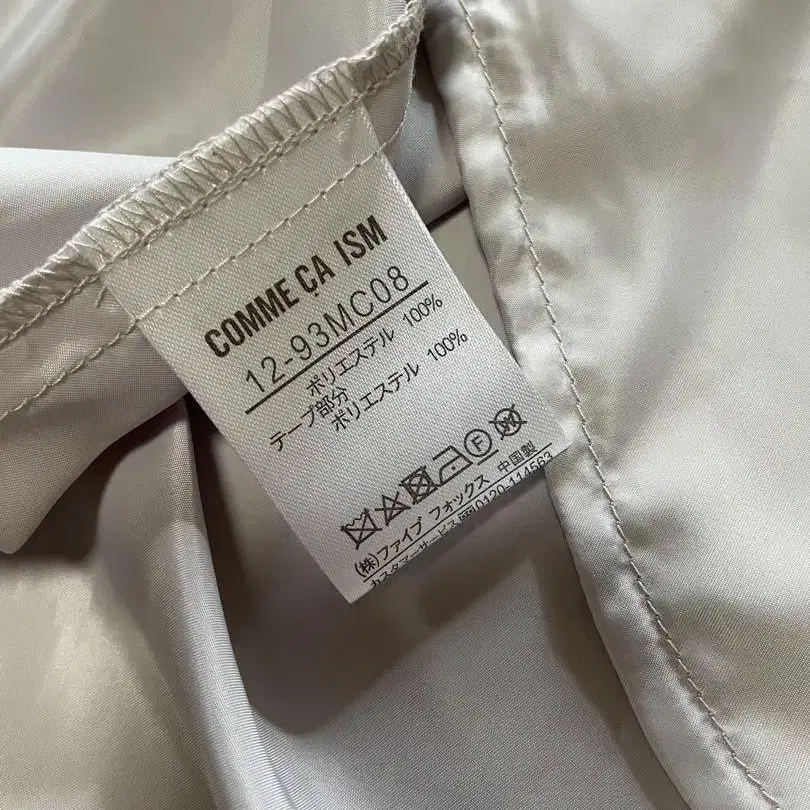 COMME ÇA ISM
12-93MC08
ポリエステル 100%
テープ部分
ポリエステル 100%
F
(株)ファイブ フォックス 中国製
カスタマーサービス 0120-114563